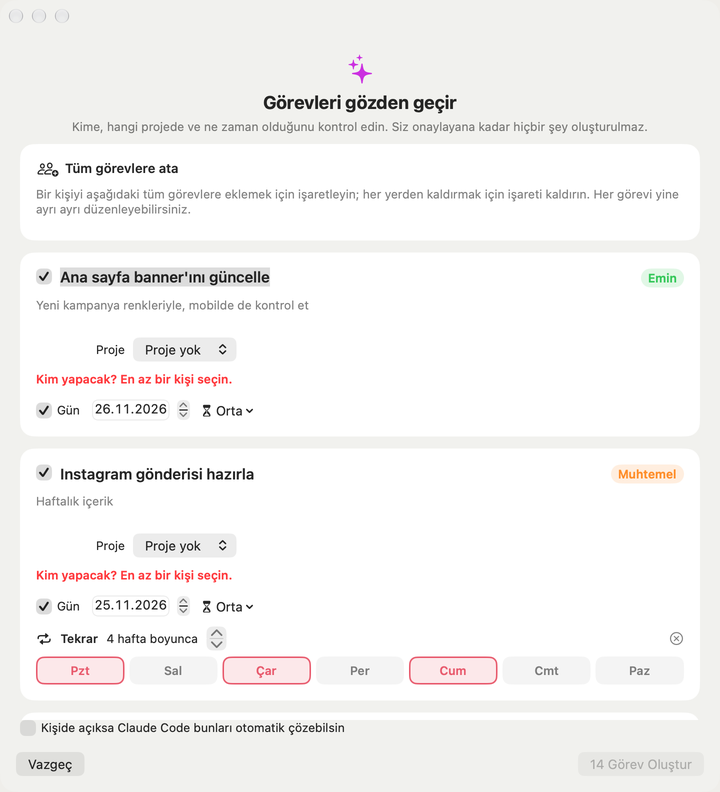 Görevleri gözden geçir
Kime, hangi projede ve ne zaman olduğunu kontrol edin. Siz onaylayana kadar hiçbir şey oluşturulmaz.
Tüm görevlere ata
Bir kişiyi aşağıdaki tüm görevlere eklemek için işaretleyin; her yerden kaldırmak için işareti kaldırın. Her görevi yine
ayrı ayrı düzenleyebilirsiniz.
Ana sayfa banner'ını güncelle
Emin
Yeni kampanya renkleriyle, mobilde de kontrol et
Proje Proje yok
Kim yapacak? En az bir kişi seçin.
Gün 26.11.2026 Orta
Instagram gönderisi hazırla
Muhtemel
Haftalık içerik
Proje Proje yok
Kim yapacak? En az bir kişi seçin.
Gün 25.11.2026 Orta
Tekrar 4 hafta boyunca
Pzt Sal Çar Per Cum Cmt Paz
Kişide açıksa Claude Code bunları otomatik çözebilsin
Vazgeç 14 Görev Oluştur